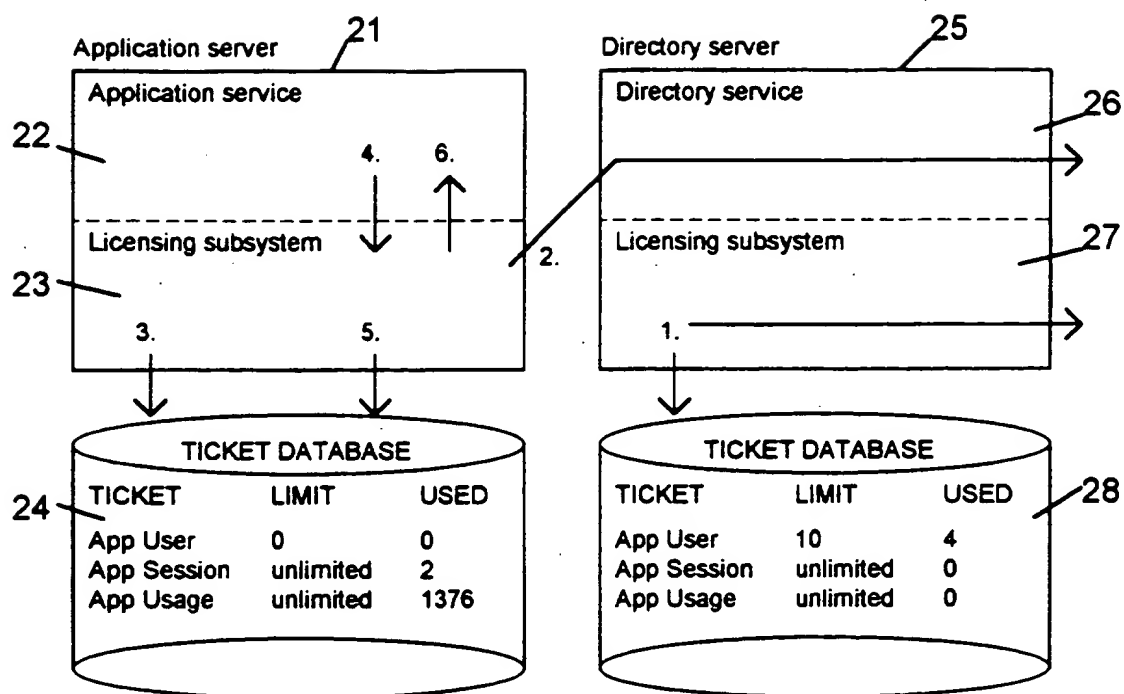 21
25
Application server
Directory server
Application service
Directory service
22
26
4.
6.
Licensing subsystem
2.
Licensing subsystem
27
23
3.
5.
1.
TICKET DATABASE
TICKET DATABASE
TICKET LIMIT USED
TICKET LIMIT USED
24
28
App User 0 0
App User 10 4
App Session unlimited 2
App Session unlimited 0
App Usage unlimited 1376
App Usage unlimited 0